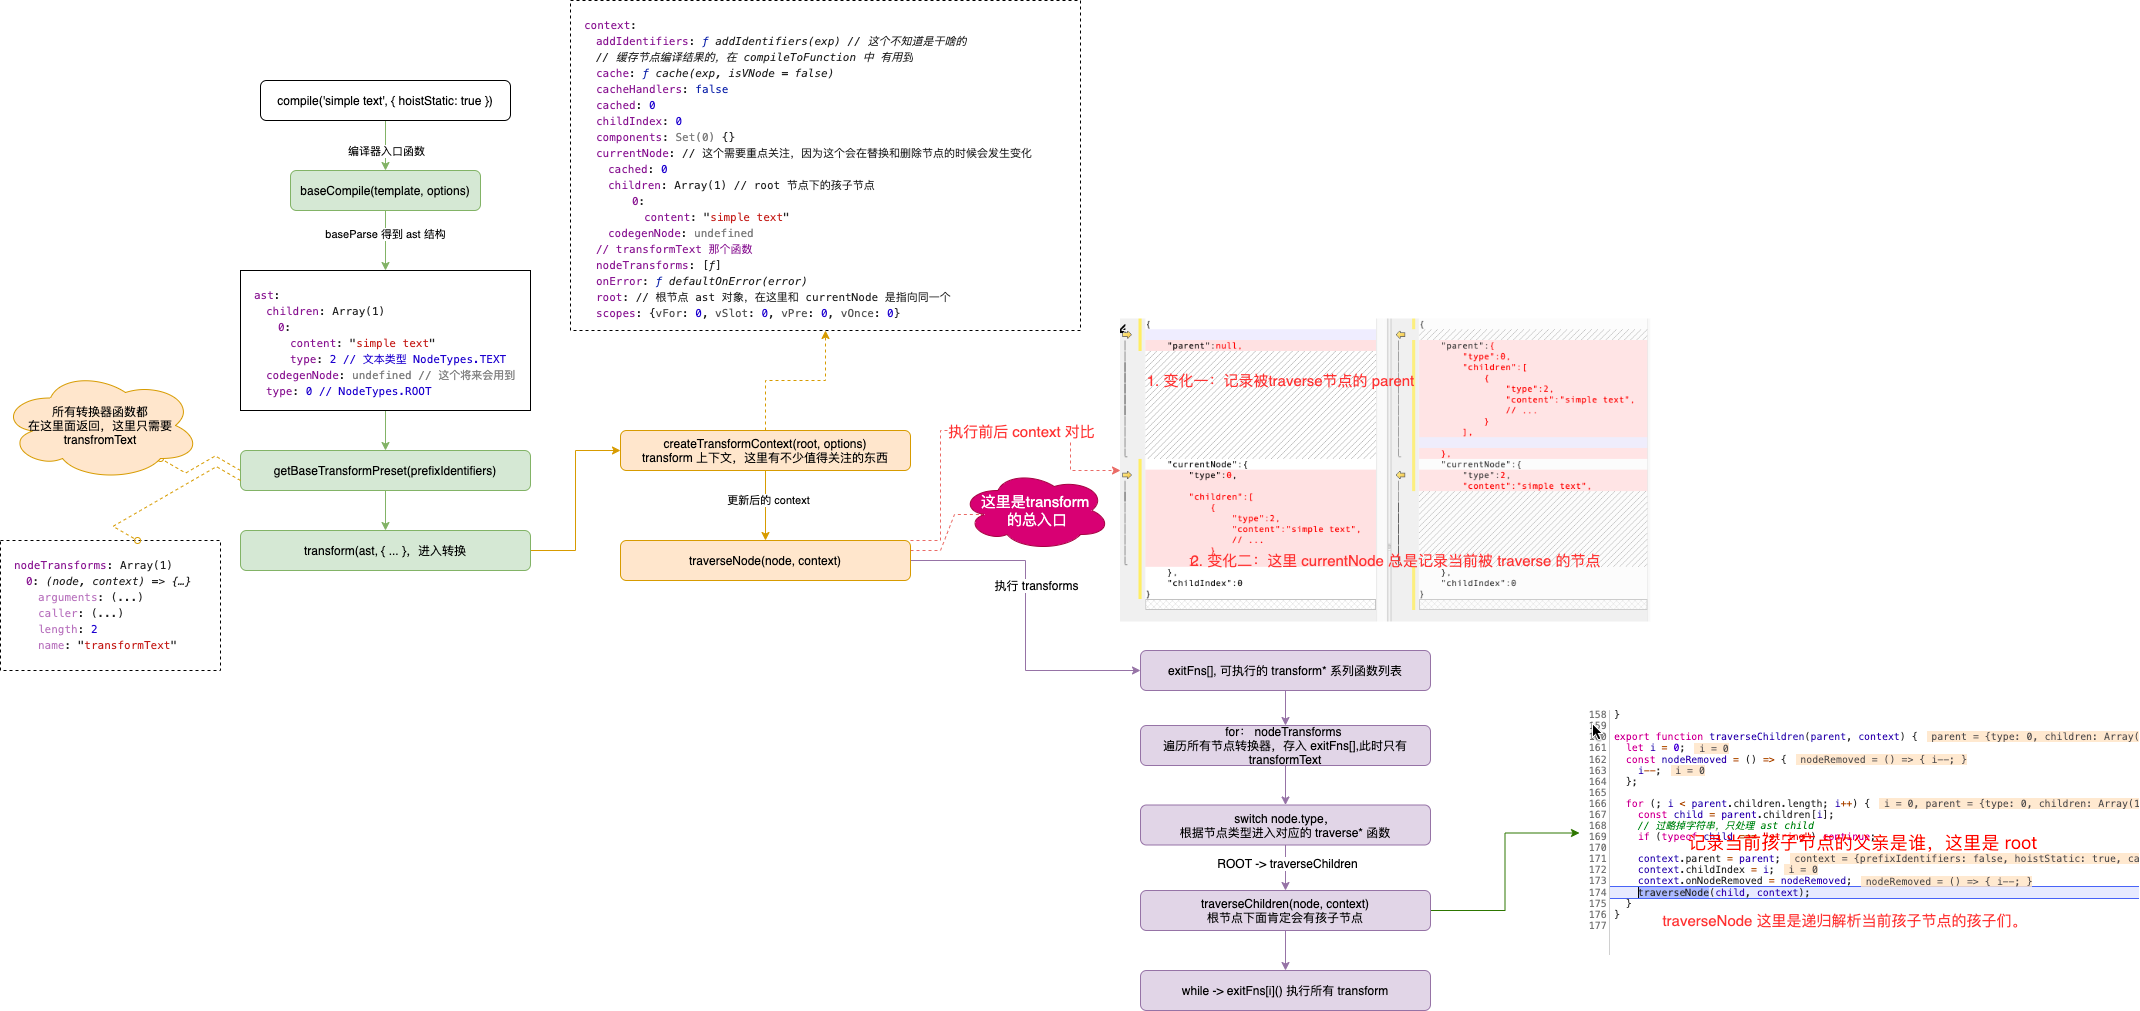 compile('simple text', { hoistStatic: true })
编译器入口函数
baseCompile(template, options)
baseParse 得到 ast 结构
ast:
children: Array(1)
0:
content: "simple text"
type: 2 // 文本类型 NodeTypes.TEXT
codegenNode: undefined // 这个将来会用到
type: 0 // NodeTypes.ROOT
所有转换器函数都
在这里面返回，这里只需要
transfromText
getBaseTransformPreset(prefixIdentifiers)
transform(ast, { ... }，进入转换
nodeTransforms: Array(1)
0: (node, context) => {…}
arguments: (...)
caller: (...)
length: 2
name: "transformText"
context:
addIdentifiers: ƒ addIdentifiers(exp) // 这个不知道是干啥的
// 缓存节点编译结果的，在 compileToFunction 中 有用到
cache: ƒ cache(exp, isVNode = false)
cacheHandlers: false
cached: 0
childIndex: 0
components: Set(0) {}
currentNode: // 这个需要重点关注，因为这个会在替换和删除节点的时候会发生变化
cached: 0
children: Array(1) // root 节点下的孩子节点
0:
content: "simple text"
codegenNode: undefined
// transformText 那个函数
nodeTransforms: [ƒ]
onError: ƒ defaultOnError(error)
root: // 根节点 ast 对象，在这里和 currentNode 是指向同一个
scopes: {vFor: 0, vSlot: 0, vPre: 0, vOnce: 0}
createTransformContext(root, options)
transform 上下文，这里有不少值得关注的东西
更新后的 context
traverseNode(node, context)
执行前后 context 对比
这里是transform
的总入口
执行 transforms
{
"parent":null,
1. 变化一：记录被traverse节点的 parent
"currentNode":{
"type":0,
"children":[
{
"type":2,
"content":"simple text",
// ...
}
2. 变化二：这里 currentNode 总是记录当前被 traverse 的节点
},
"childIndex":0
}
{
"parent":{
"type":0,
"children":[
{
"type":2,
"content":"simple text",
// ...
}
],
},
"currentNode":{
"type":2,
"content":"simple text",
},
"childIndex":0
}
exitFns[], 可执行的 transform* 系列函数列表
for： nodeTransforms
遍历所有节点转换器，存入 exitFns[],此时只有
transformText
switch node.type，
根据节点类型进入对应的 traverse* 函数
ROOT -> traverseChildren
traverseChildren(node, context)
根节点下面肯定会有孩子节点
while -> exitFns[i]() 执行所有 transform
158 }
159
160 export function traverseChildren(parent, context) { parent = {type: 0, children: Array(
161 let i = 0; i = 0
162 const nodeRemoved = () => { nodeRemoved = () => { i--; }
163 i--; i = 0
164 };
165
166 for (; i < parent.children.length; i++) { i = 0, parent = {type: 0, children: Array(1
167 const child = parent.children[i];
168 // 过略掉字符串，只处理 ast child
169 if (typeof child === "string") continue;
记录当前孩子节点的父亲是谁，这里是 root
170
171 context.parent = parent; context = {prefixIdentifiers: false, hoistStatic: true, ca
172 context.childIndex = i; i = 0
173 context.onNodeRemoved = nodeRemoved; nodeRemoved = () => { i--; }
174 traverseNode(child, context);
175 }
176 }
177
traverseNode 这里是递归解析当前孩子节点的孩子们。